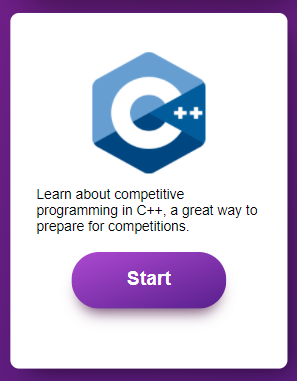 C++
Learn about competitive
programming in C++, a great way to
prepare for competitions.
Start